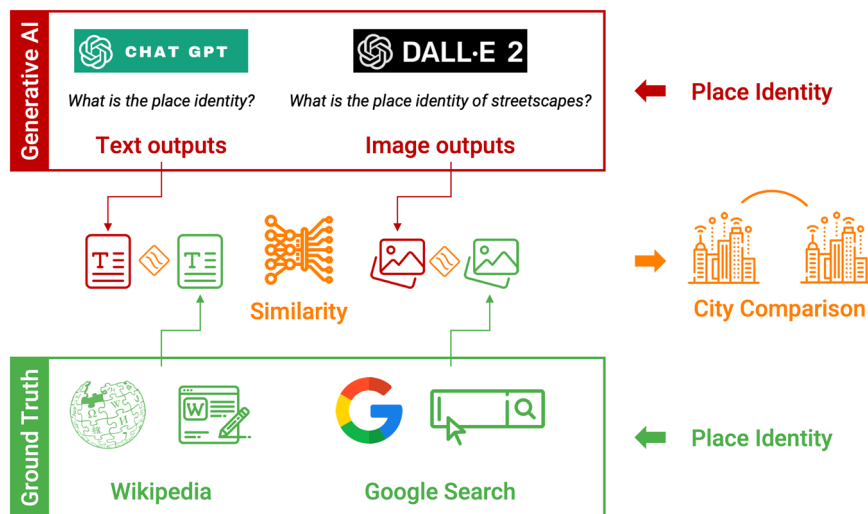 Generative AI
CHAT GPT
DALL·E 2
What is the place identity?
What is the place identity of streetscapes?
Text outputs
Image outputs
Place Identity
T
T
Similarity
City Comparison
Ground Truth
W
Wikipedia
Google Search
Place Identity